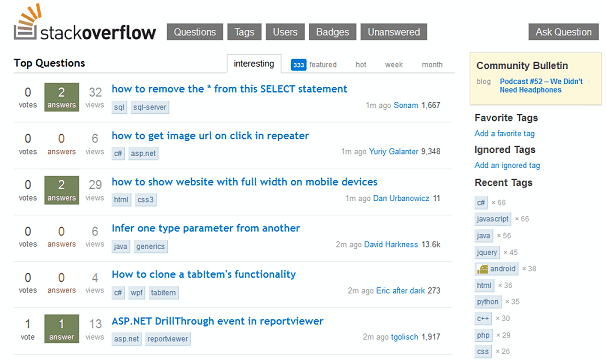 stackoverflow Questions Tags Users Badges Unanswered Ask Question
Top Questions interesting 333 featured hot week month
0 votes 2 answers 32 views
how to remove the * from this SELECT statement
sql sql-server
1m ago Sonam 1,667
0 votes 0 answers 6 views
how to get image url on click in repeater
c# asp.net
1m ago Yuriy Galanter 9,348
0 votes 2 answers 29 views
how to show website with full width on mobile devices
html css3
1m ago Dan Urbanowicz 11
0 votes 0 answers 6 views
Infer one type parameter from another
java generics
2m ago David Harkness 13.6k
0 votes 0 answers 4 views
How to clone a tabItem's functionality
c# wpf tabitem
2m ago Eric after dark 273
1 vote 1 answer 13 views
ASP.NET DrillThrough event in reportviewer
asp.net reportviewer
2m ago tgolisch 1,917
Community Bulletin
blog Podcast #52 – We Didn't
Need Headphones
Favorite Tags
Add a favorite tag
Ignored Tags
Add an ignored tag
Recent Tags
c# × 66
javascript × 66
java × 56
jquery × 45
android × 38
html × 36
python × 35
c++ × 30
php × 29
css × 26